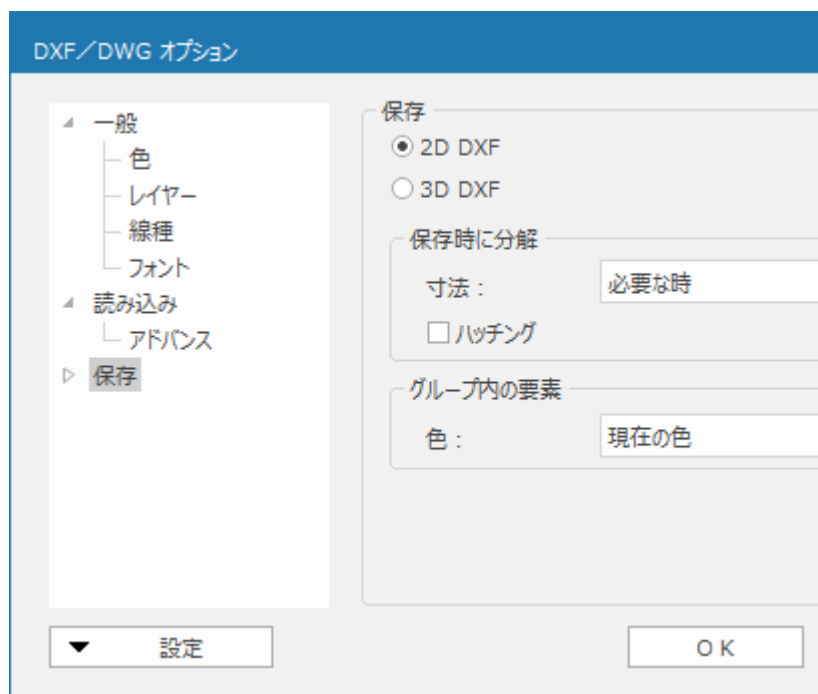 DXF／DWG オプション
一般
色
レイヤー
線種
フォント
読み込み
アドバンス
保存
保存
2D DXF
3D DXF
保存時に分解
寸法：
必要な時
ハッチング
グループ内の要素
色：
現在の色
設定
ＯＫ